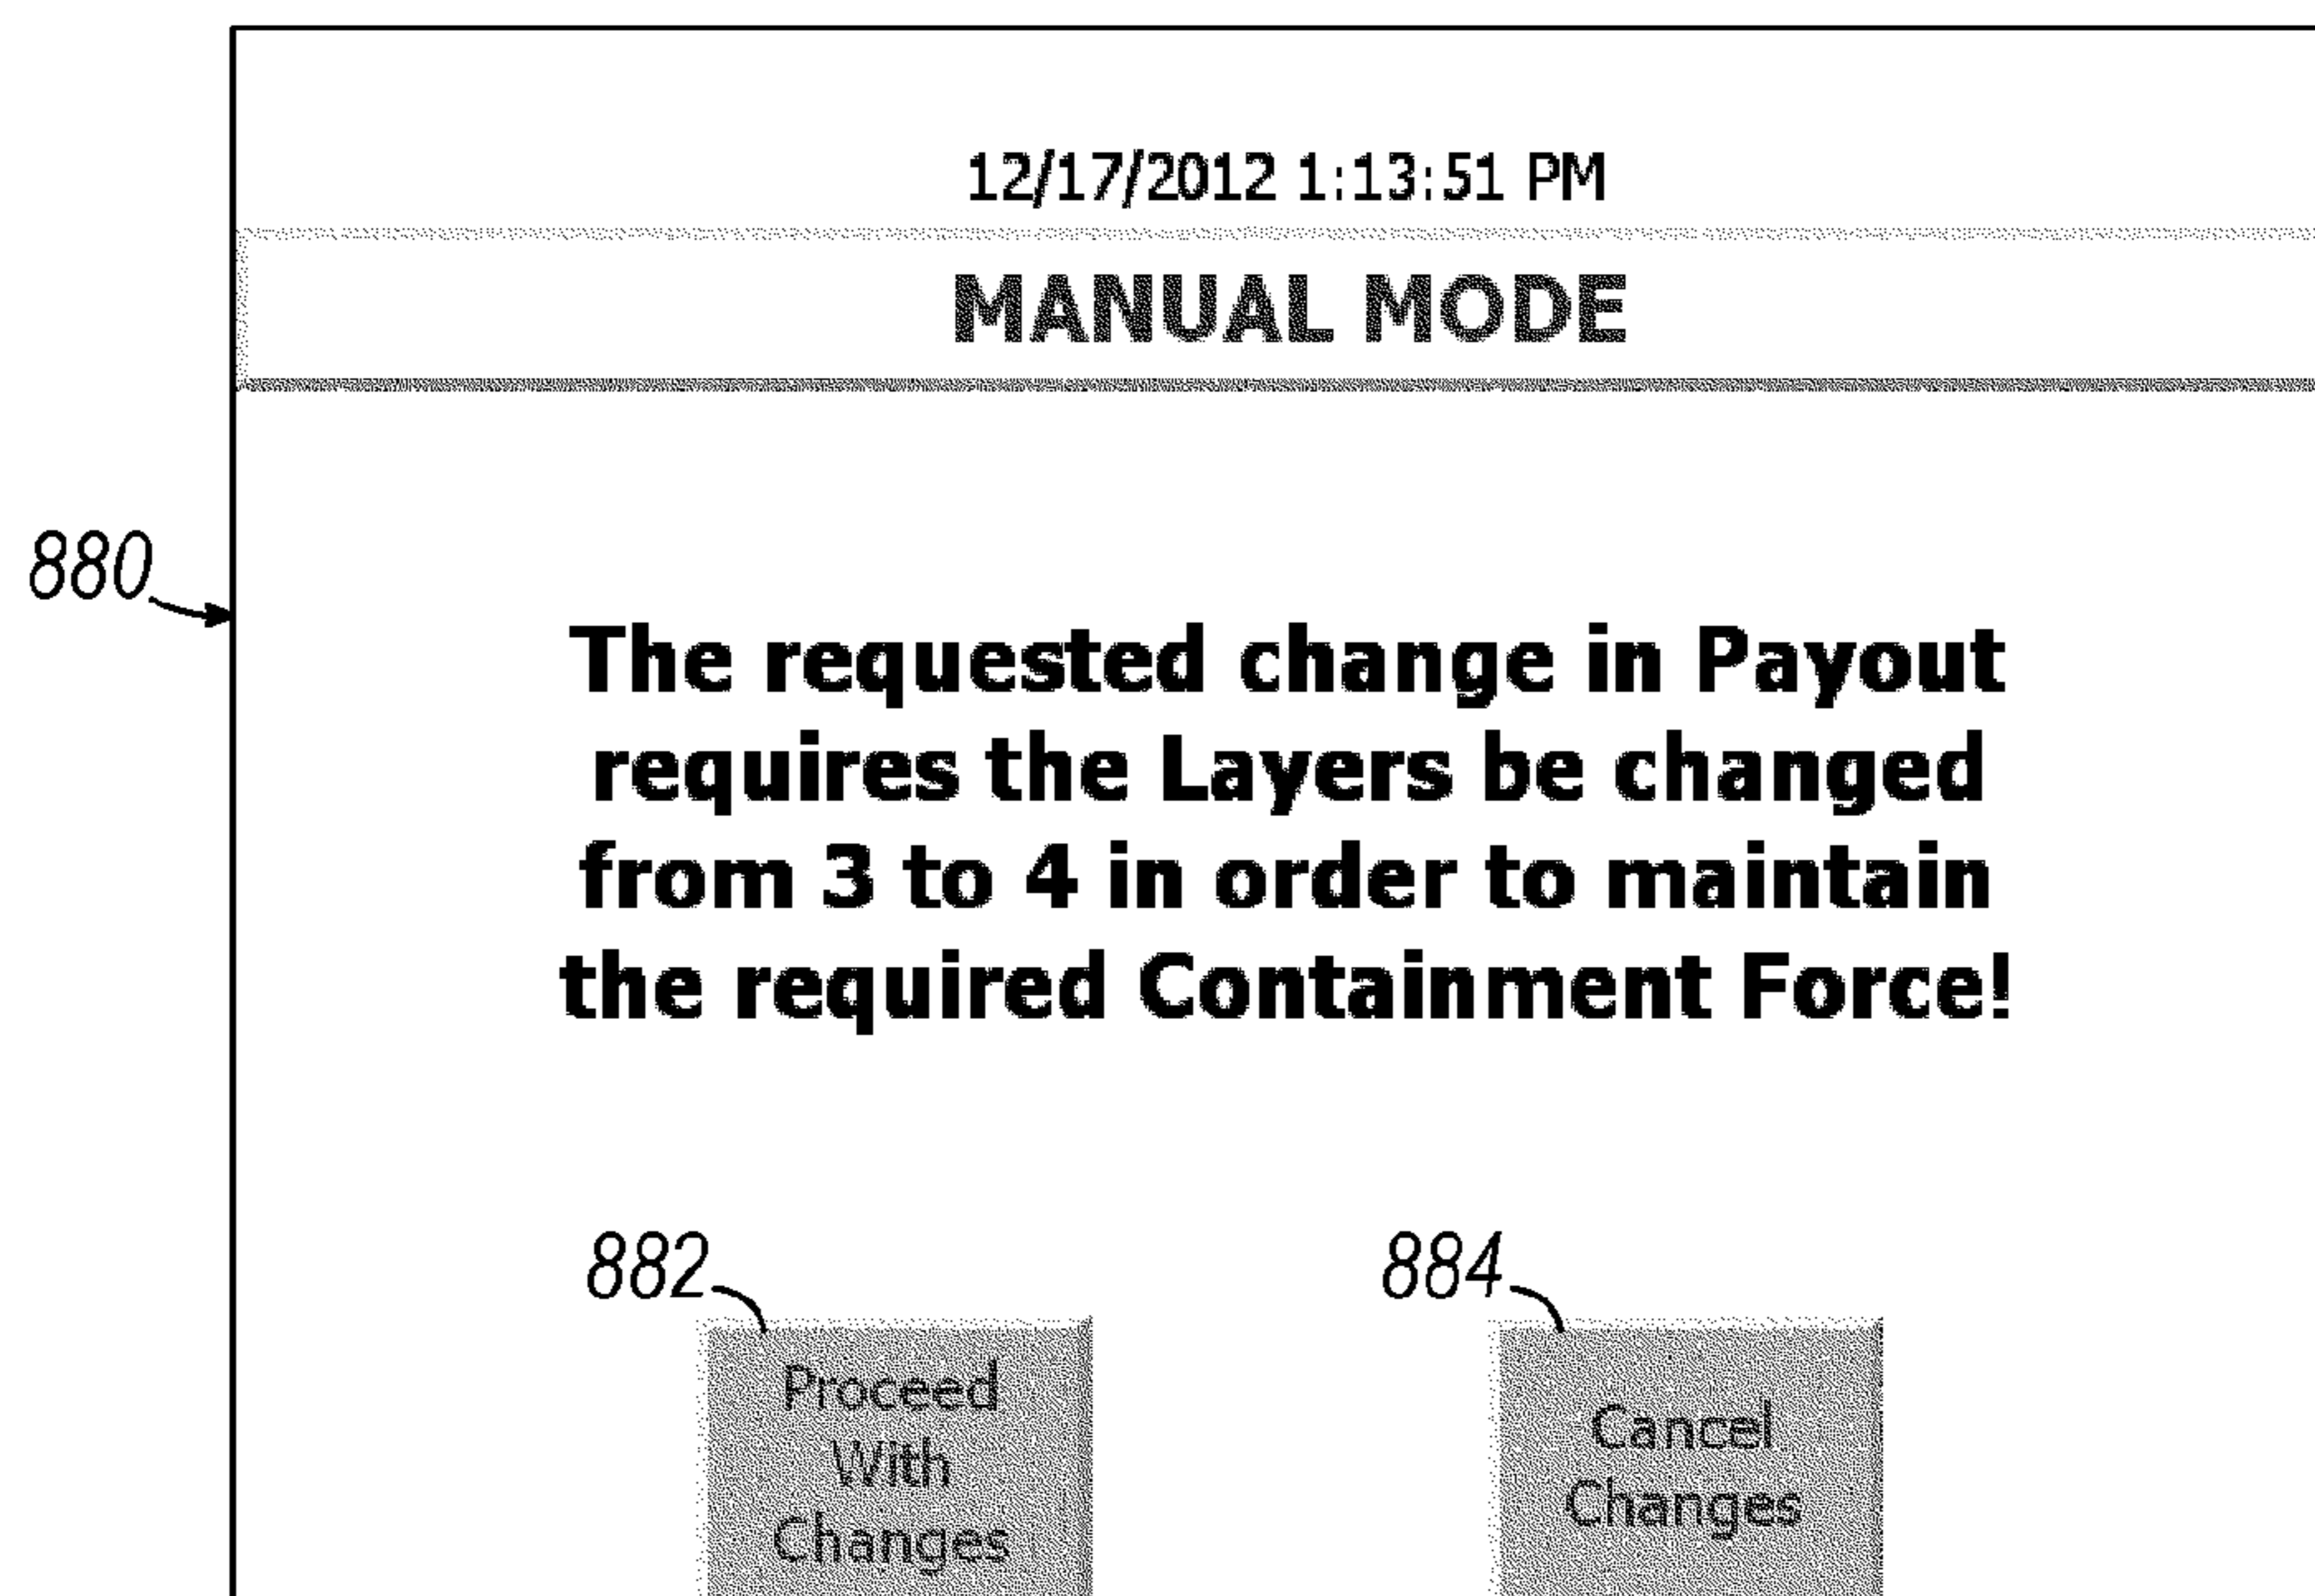 12/17/2012 1:13:51 PM
MANUAL MODE
880
The requested change in Payout
requires the Layers be changed
from 3 to 4 in order to maintain
the required Containment Force!
882
884
Proceed
With
Changes
Cancel
Changes